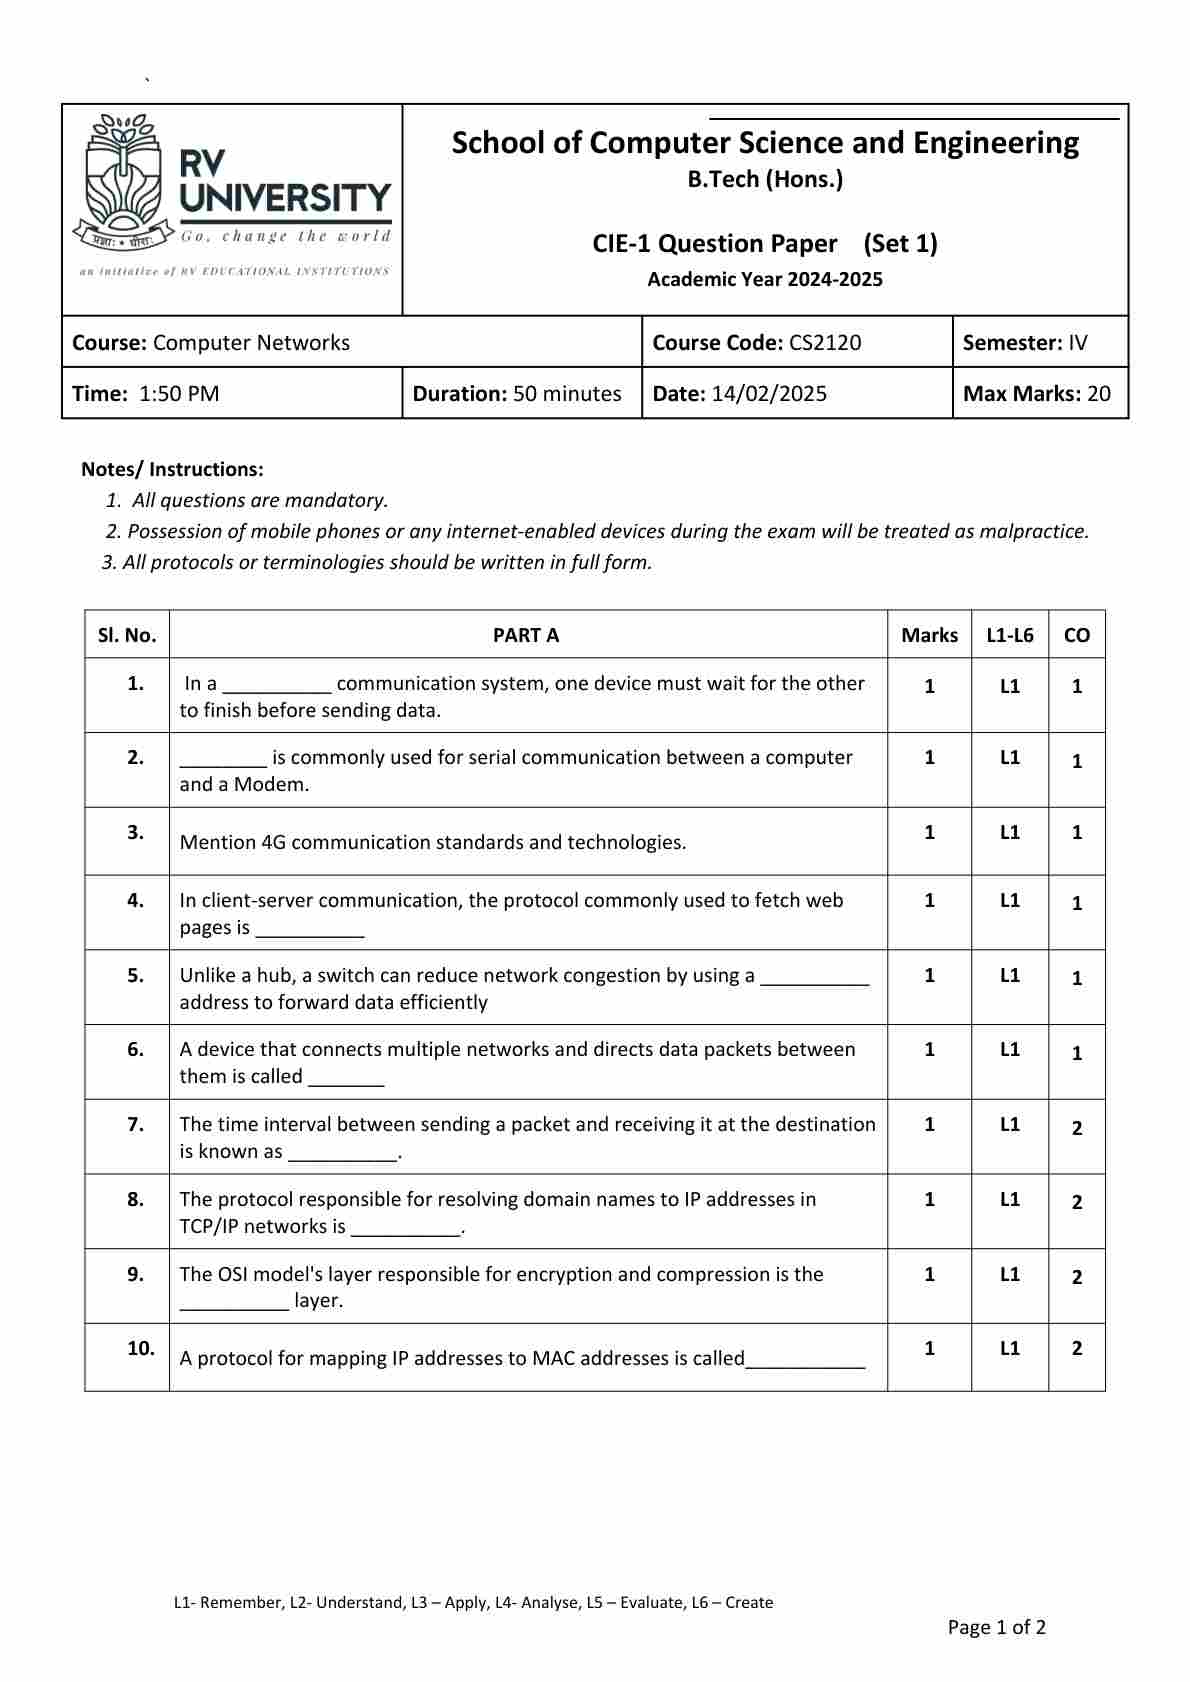 `
RV
UNIVERSITY
Go, change the world
an initiative of RV EDUCATIONAL INSTITUTIONS
प्रज्ञाः • धीराः
School of Computer Science and Engineering
B.Tech (Hons.)
CIE-1 Question Paper (Set 1)
Academic Year 2024-2025
Course: Computer Networks Course Code: CS2120 Semester: IV
Time: 1:50 PM Duration: 50 minutes Date: 14/02/2025 Max Marks: 20
Notes/ Instructions:
1. All questions are mandatory.
2. Possession of mobile phones or any internet-enabled devices during the exam will be treated as malpractice.
3. All protocols or terminologies should be written in full form.
Sl. No. PART A Marks L1-L6 CO
1. In a __________ communication system, one device must wait for the other 1 L1 1
to finish before sending data.
2. ________ is commonly used for serial communication between a computer 1 L1 1
and a Modem.
3. Mention 4G communication standards and technologies. 1 L1 1
4. In client-server communication, the protocol commonly used to fetch web 1 L1 1
pages is __________
5. Unlike a hub, a switch can reduce network congestion by using a __________ 1 L1 1
address to forward data efficiently
6. A device that connects multiple networks and directs data packets between 1 L1 1
them is called _______
7. The time interval between sending a packet and receiving it at the destination 1 L1 2
is known as __________.
8. The protocol responsible for resolving domain names to IP addresses in 1 L1 2
TCP/IP networks is __________.
9. The OSI model's layer responsible for encryption and compression is the 1 L1 2
__________ layer.
10. A protocol for mapping IP addresses to MAC addresses is called___________ 1 L1 2
L1- Remember, L2- Understand, L3 – Apply, L4- Analyse, L5 – Evaluate, L6 – Create
Page 1 of 2